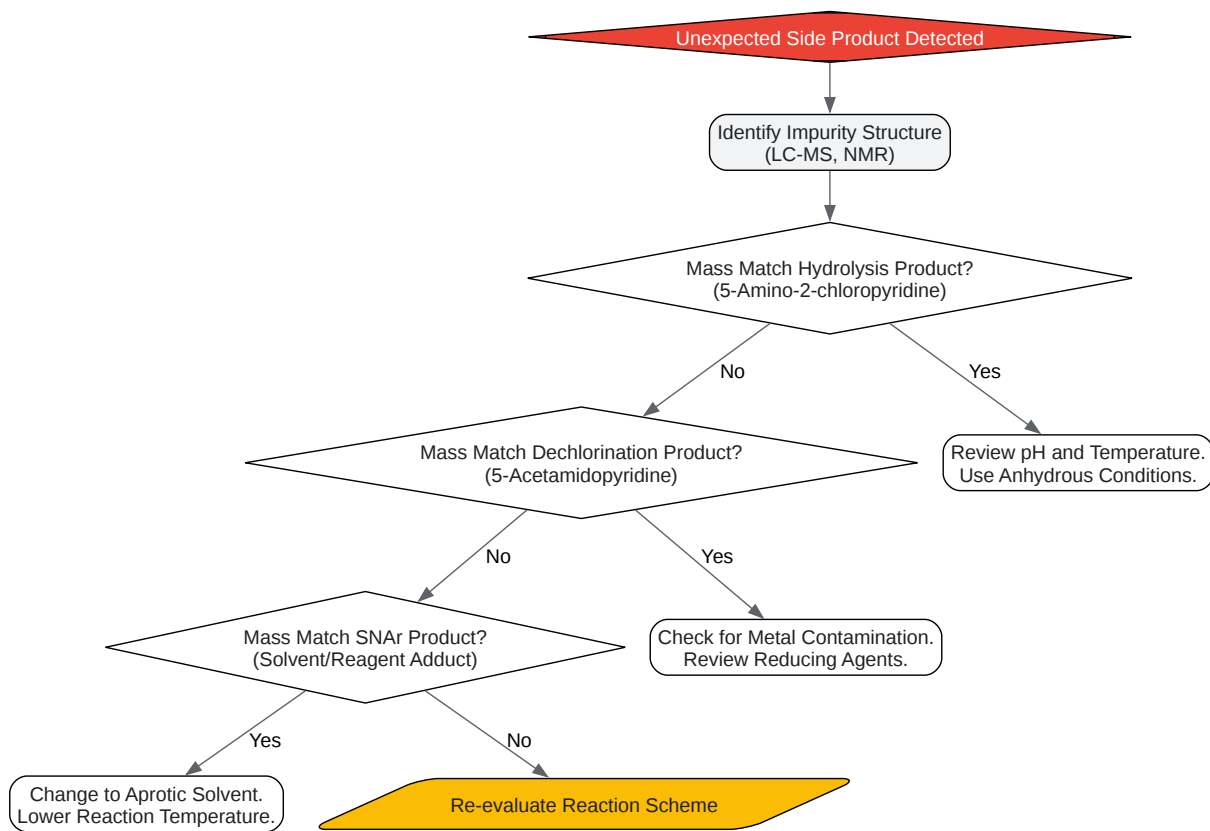 Unexpected Side Product Detected
Identify Impurity Structure
(LC-MS, NMR)
Mass Match Hydrolysis Product?
(5-Amino-2-chloropyridine)
No
Yes
Mass Match Dechlorination Product?
(5-Acetamidopyridine)
Review pH and Temperature.
Use Anhydrous Conditions.
No
Yes
Mass Match SNAr Product?
(Solvent/Reagent Adduct)
Check for Metal Contamination.
Review Reducing Agents.
Yes
No
Change to Aprotic Solvent.
Lower Reaction Temperature.
Re-evaluate Reaction Scheme